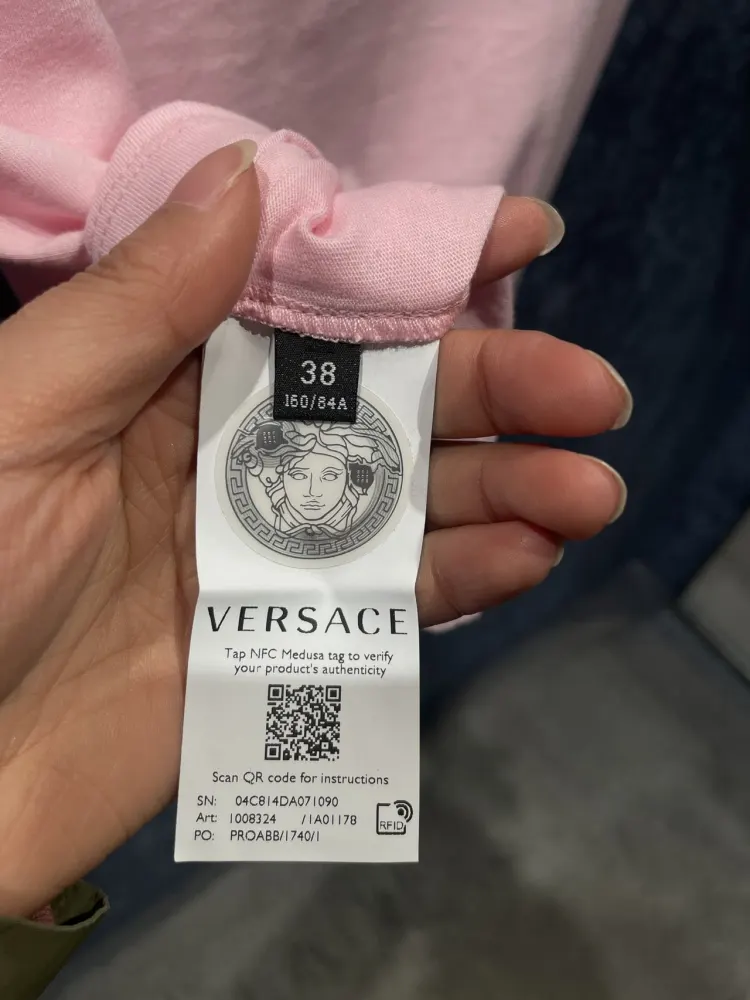 38
160/84A
VERSACE
Tap NFC Medusa tag to verify
your product's authenticity
Scan QR code for instructions
SN: 04C814DA071090
Art: 1008324 /1A01178
PO: PROABB/1740/1
RFID